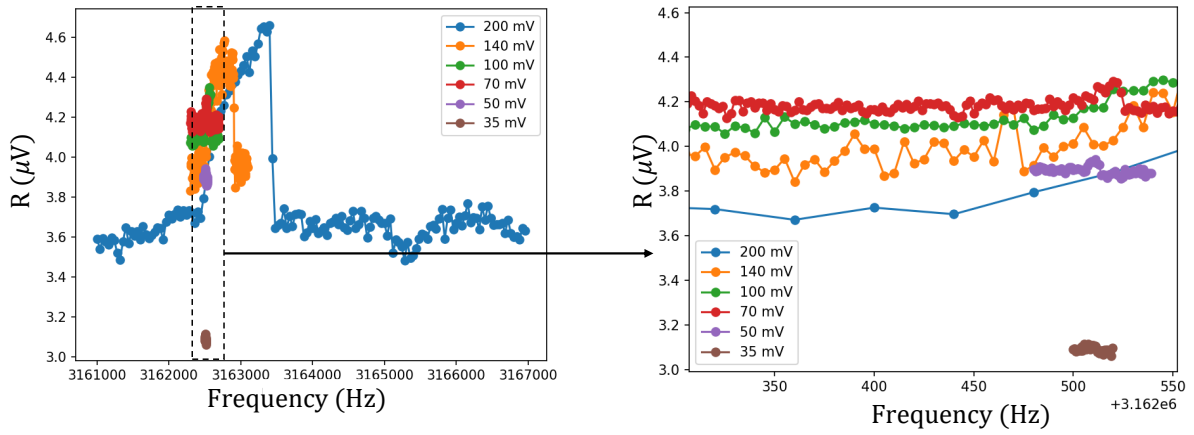 4.6
4.4
4.2
4.0
3.8
3.6
3.4
3.2
3.0
R (μV)
200 mV
140 mV
100 mV
70 mV
50 mV
35 mV
3161000 3162000 3163000 3164000 3165000 3166000 3167000
Frequency (Hz)
4.6
4.4
4.2
4.0
3.8
3.6
3.4
3.2
3.0
R (μV)
200 mV
140 mV
100 mV
70 mV
50 mV
35 mV
350 400 450 500 550
+3.162e6
Frequency (Hz)